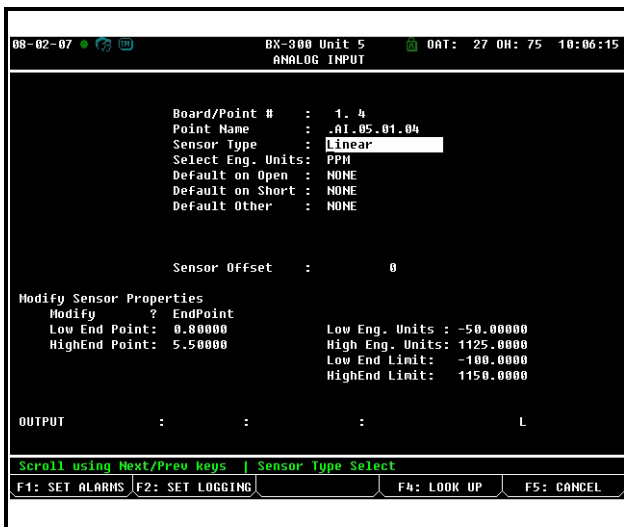 08-02-07 TM BX-300 Unit 5 OAT: 27 OH: 75 10:06:15
ANALOG INPUT
Board/Point # : 1. 4
Point Name : .AI.05.01.04
Sensor Type : Linear
Select Eng. Units: PPM
Default on Open : NONE
Default on Short : NONE
Default Other : NONE
Sensor Offset : 0
Modify Sensor Properties
Modify ? EndPoint
Low End Point: 0.80000 Low Eng. Units : -50.00000
HighEnd Point: 5.50000 High Eng. Units: 1125.0000
Low End Limit: -100.0000
HighEnd Limit: 1150.0000
OUTPUT : : : L
Scroll using Next/Prev keys | Sensor Type Select
F1: SET ALARMS F2: SET LOGGING F4: LOOK UP F5: CANCEL